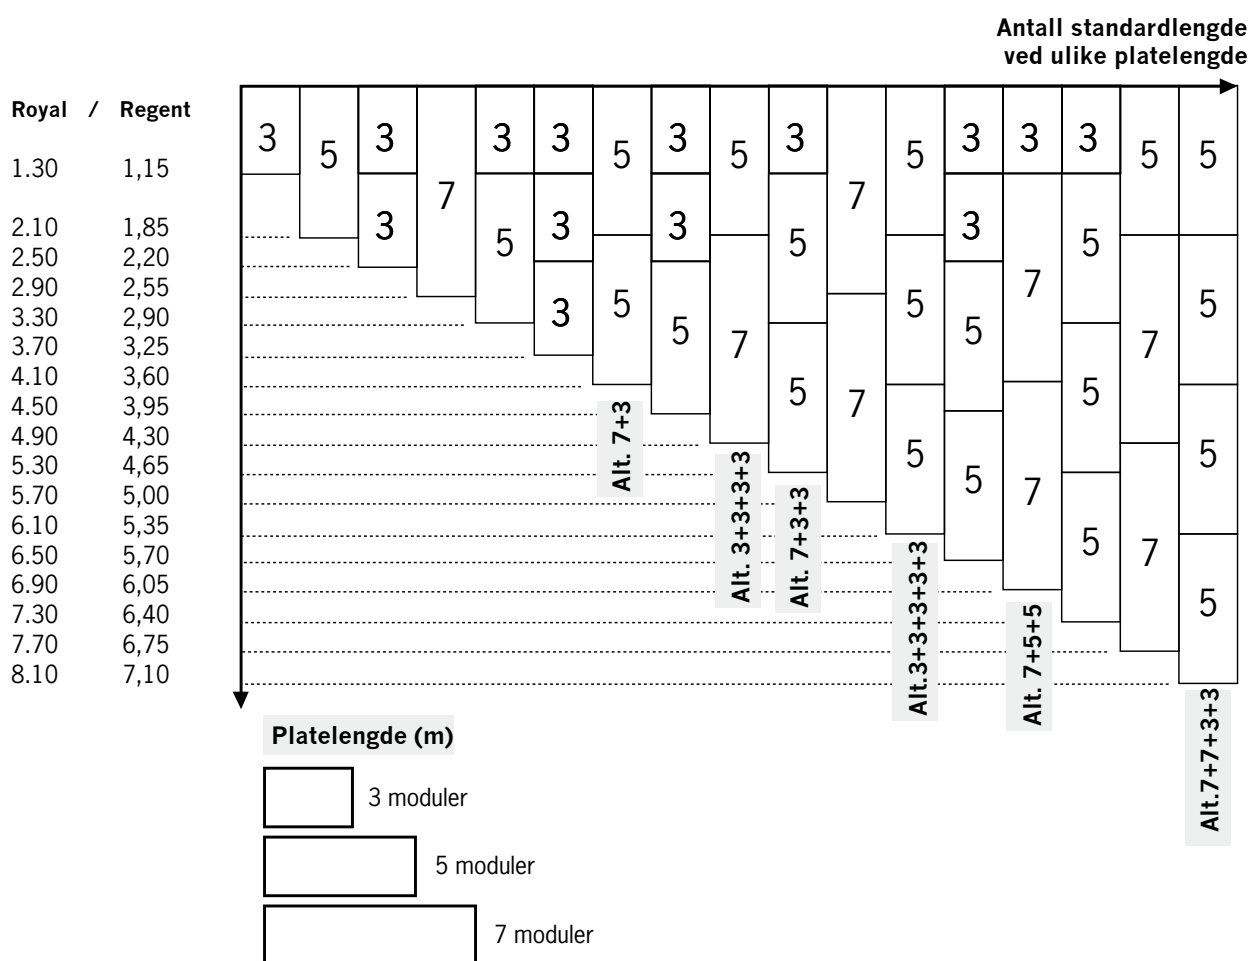 Antall standardlengde
ved ulike platelengde
Royal / Regent
3 5 3 7 3 3 5 3 5 3 7 5 3 3 3 5 5
1.30 1,15
3 5 3 3 7 5 5 3 7 5 7 5
2.10 1,85
2.50 2,20
2.90 2,55
3.30 2,90
3 5 5 7 5 7 5
3.70 3,25
4.10 3,60
5 7 5
4.50 3,95
4.90 4,30
5.30 4,65
5 5 7 5
5.70 5,00
6.10 5,35
6.50 5,70
5 7
6.90 6,05
5
7.30 6,40
7.70 6,75
8.10 7,10
Alt. 7+3
Alt. 3+3+3+3
Alt. 7+3+3
Alt.3+3+3+3+3
Alt. 7+5+5
Alt.7+7+3+3
Platelengde (m)
3 moduler
5 moduler
7 moduler